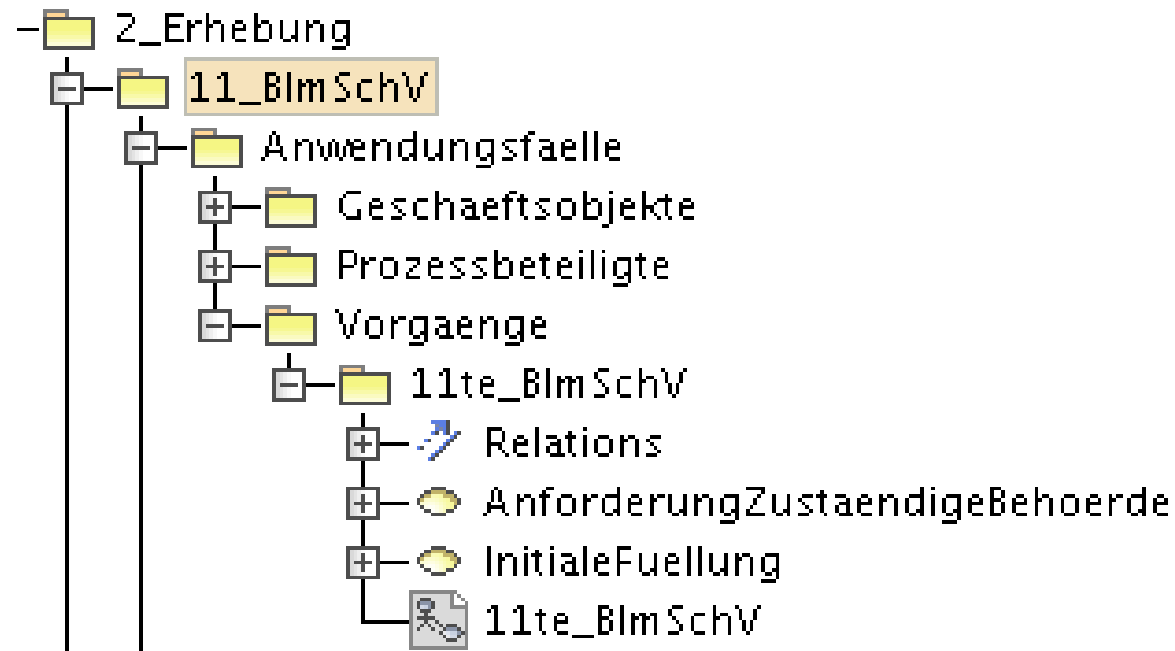 2_Erhebung
11_BImSchV
Anwendungsfaelle
Geschaeftsobjekte
Prozessbeteiligte
Vorgaenge
11te_BImSchV
Relations
AnforderungZustaendigeBehoerde
InitialeFuellung
11te_BImSchV